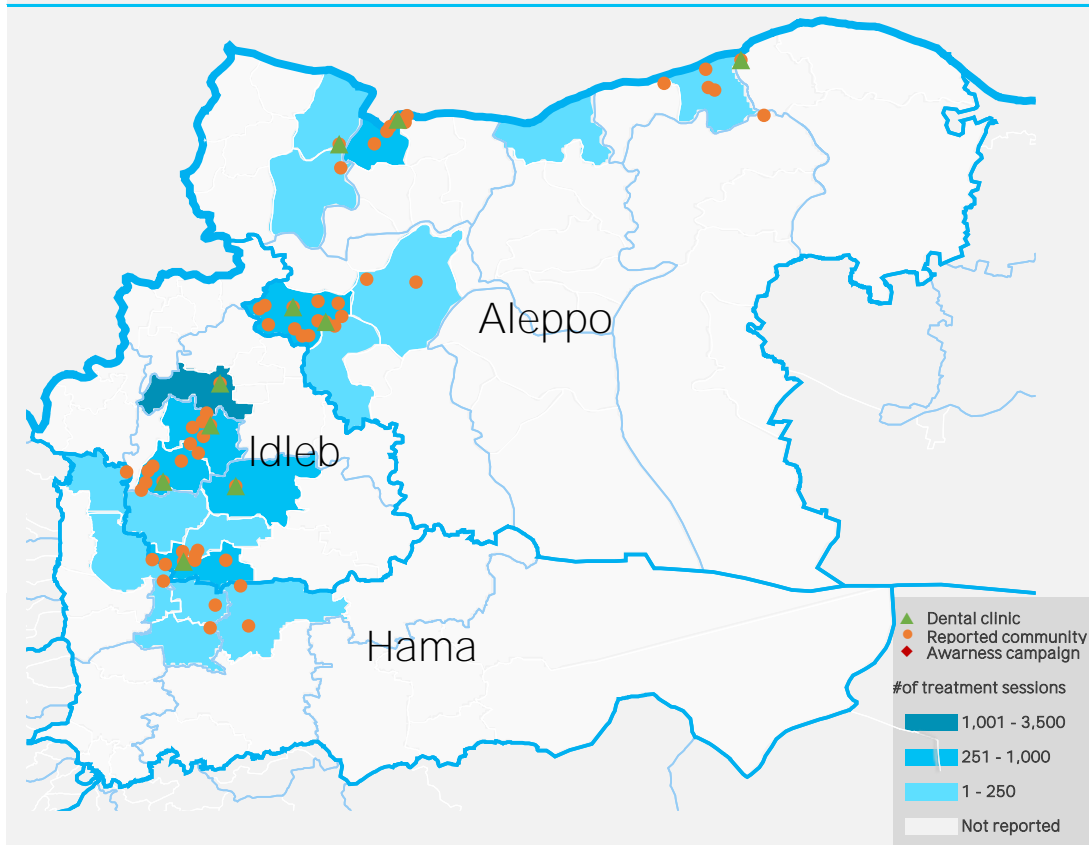 Aleppo
Idleb
Hama
Dental clinic
Reported community
Awarness campaign
#of treatment sessions
1,001 - 3,500
251 - 1,000
1 - 250
Not reported